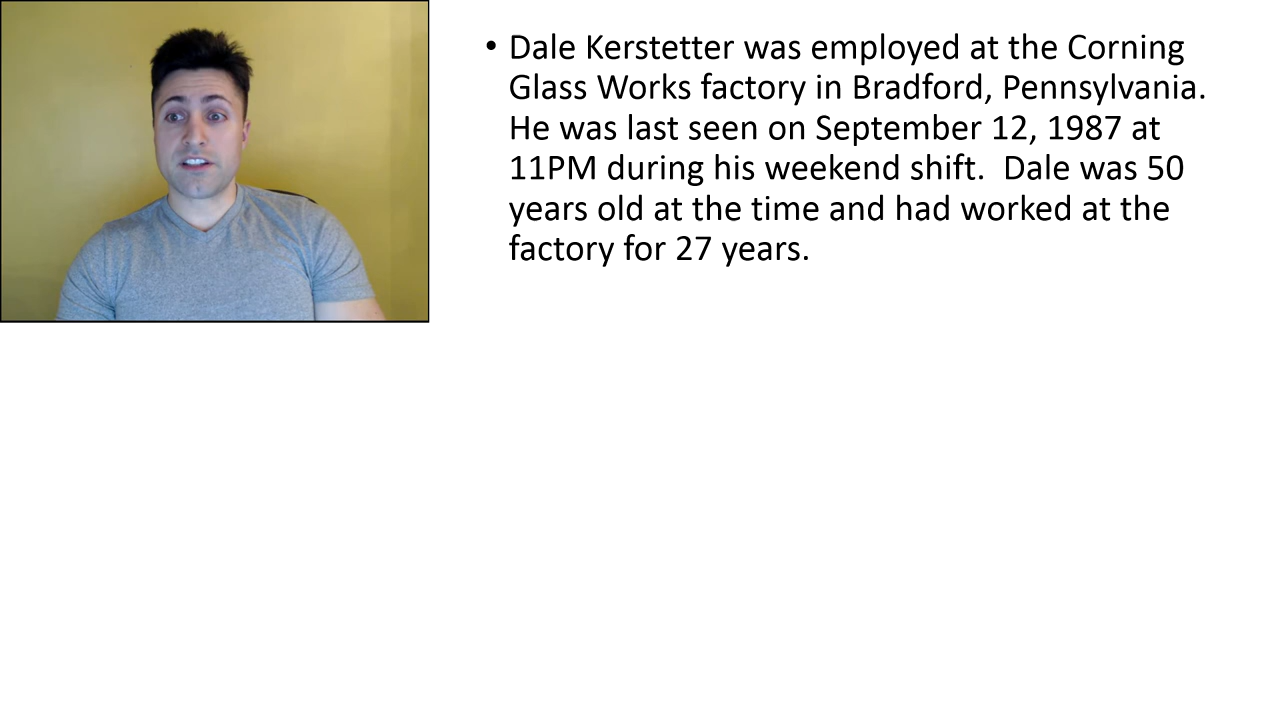 • Dale Kerstetter was employed at the Corning
Glass Works factory in Bradford, Pennsylvania.
He was last seen on September 12, 1987 at
11PM during his weekend shift.  Dale was 50
years old at the time and had worked at the
factory for 27 years.